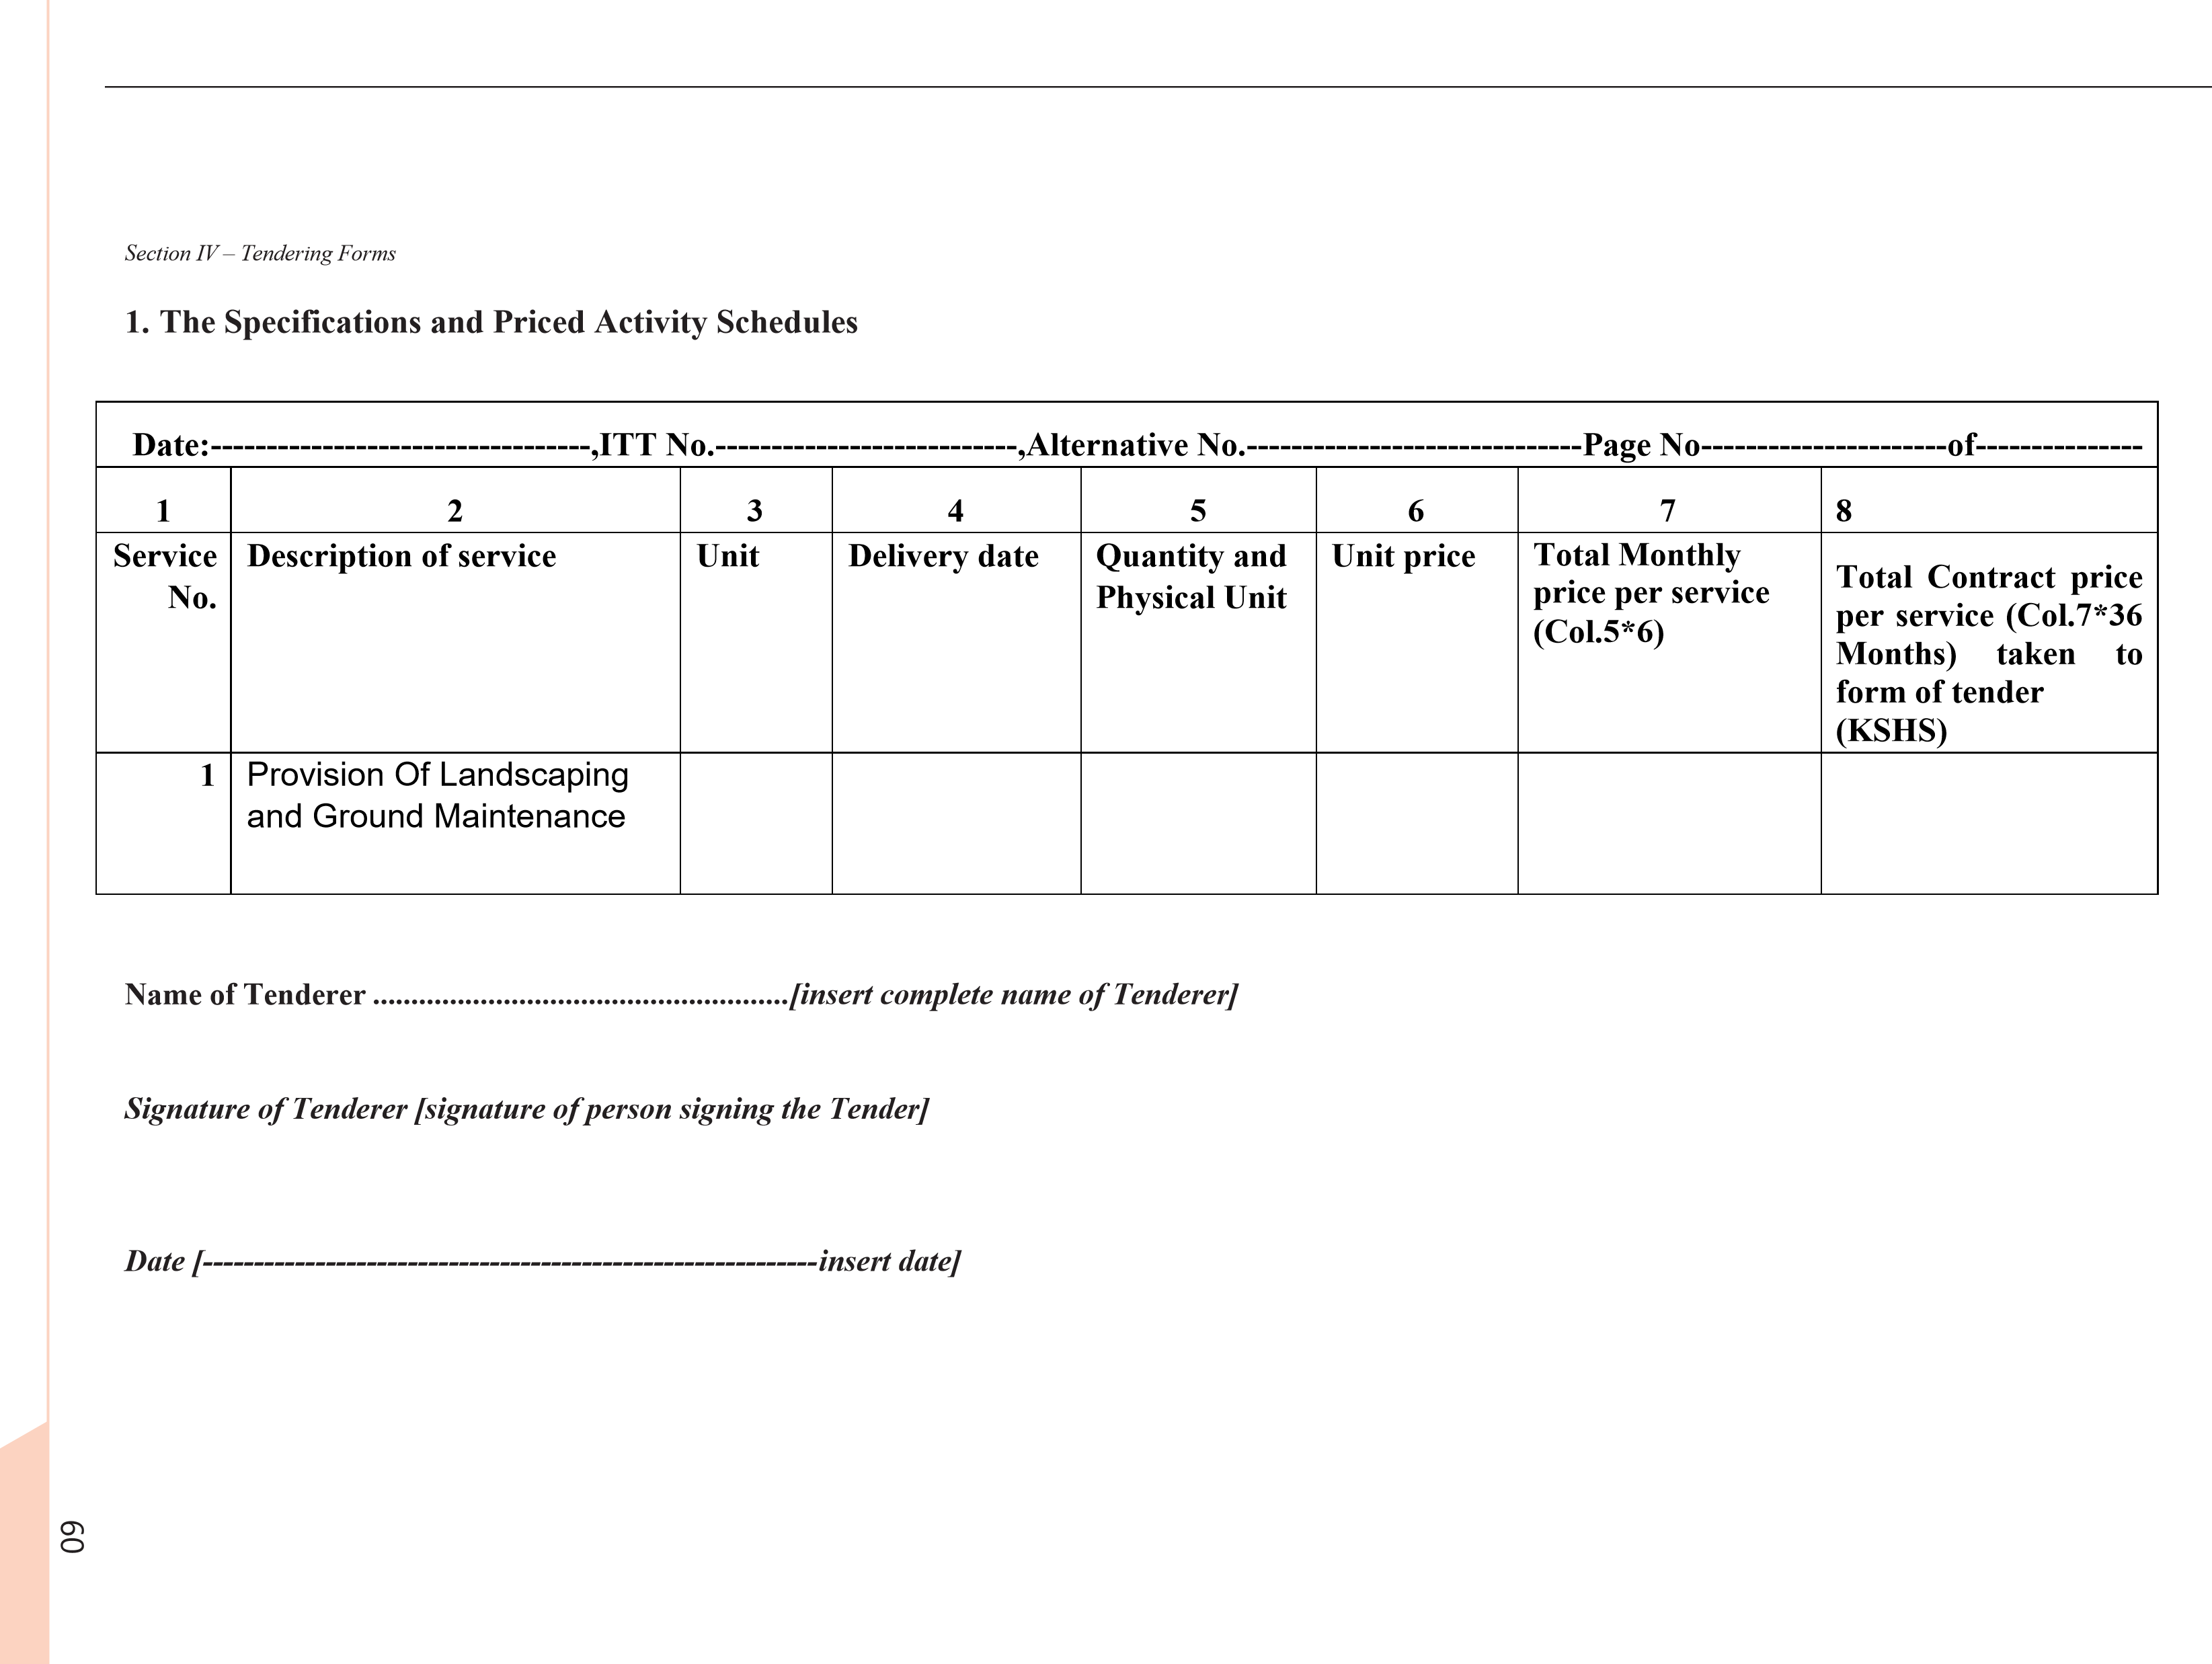 Section IV – Tendering Forms
1. The Specifications and Priced Activity Schedules
Date:----------------------------------,ITT No.---------------------------,Alternative No.------------------------------Page No----------------------of---------------
1 2 3 4 5 6 7 8
Service
No.
Description of service
Unit
Delivery date
Quantity and
Physical Unit
Unit price
Total Monthly
price per service
(Col.5*6)
Total Contract price
per service (Col.7*36
Months) taken to
form of tender
(KSHS)
1
Provision Of Landscaping
and Ground Maintenance
Name of Tenderer ......................................................[insert complete name of Tenderer]
Signature of Tenderer [signature of person signing the Tender]
Date [-------------------------------------------------------------insert date]
60